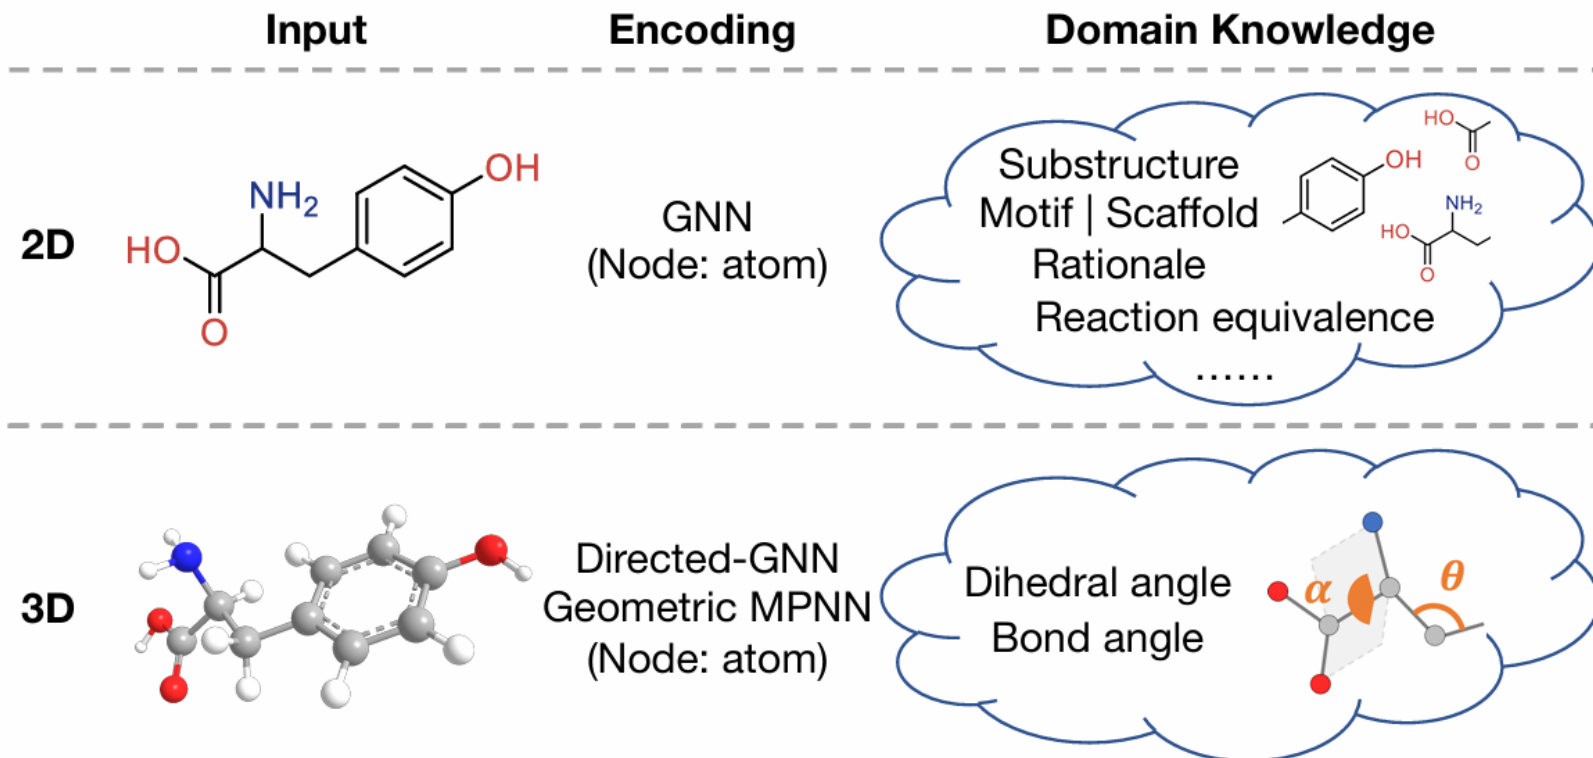 Input Encoding Domain Knowledge
2D
HO
NH₂
O
OH
GNN
(Node: atom)
Substructure
Motif | Scaffold
Rationale
Reaction equivalence
......
OH
HO
O
NH₂
HO
O
3D
Directed-GNN
Geometric MPNN
(Node: atom)
Dihedral angle
Bond angle
α
θ